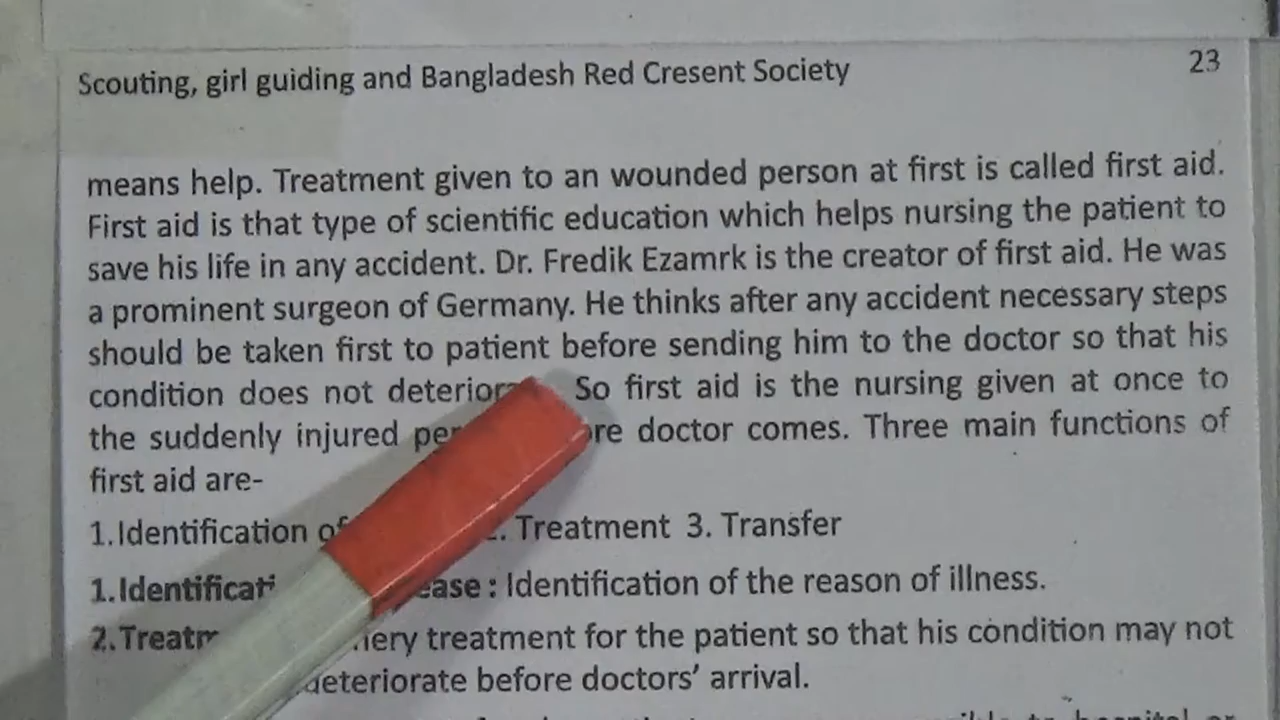 Scouting, girl guiding and Bangladesh Red Cresent Society 23
means help. Treatment given to an wounded person at first is called first aid.
First aid is that type of scientific education which helps nursing the patient to
save his life in any accident. Dr. Fredik Ezamrk is the creator of first aid. He was
a prominent surgeon of Germany. He thinks after any accident necessary steps
should be taken first to patient before sending him to the doctor so that his
condition does not So first aid is the nursing given at once to
the suddenly injured doctor comes. Three main functions of
first aid are-
1.Identification of Treatment 3. Transfer
1. : Identification of the reason of illness.
2. treatment for the patient so that his condition may not
deteriorate before doctors’ arrival.